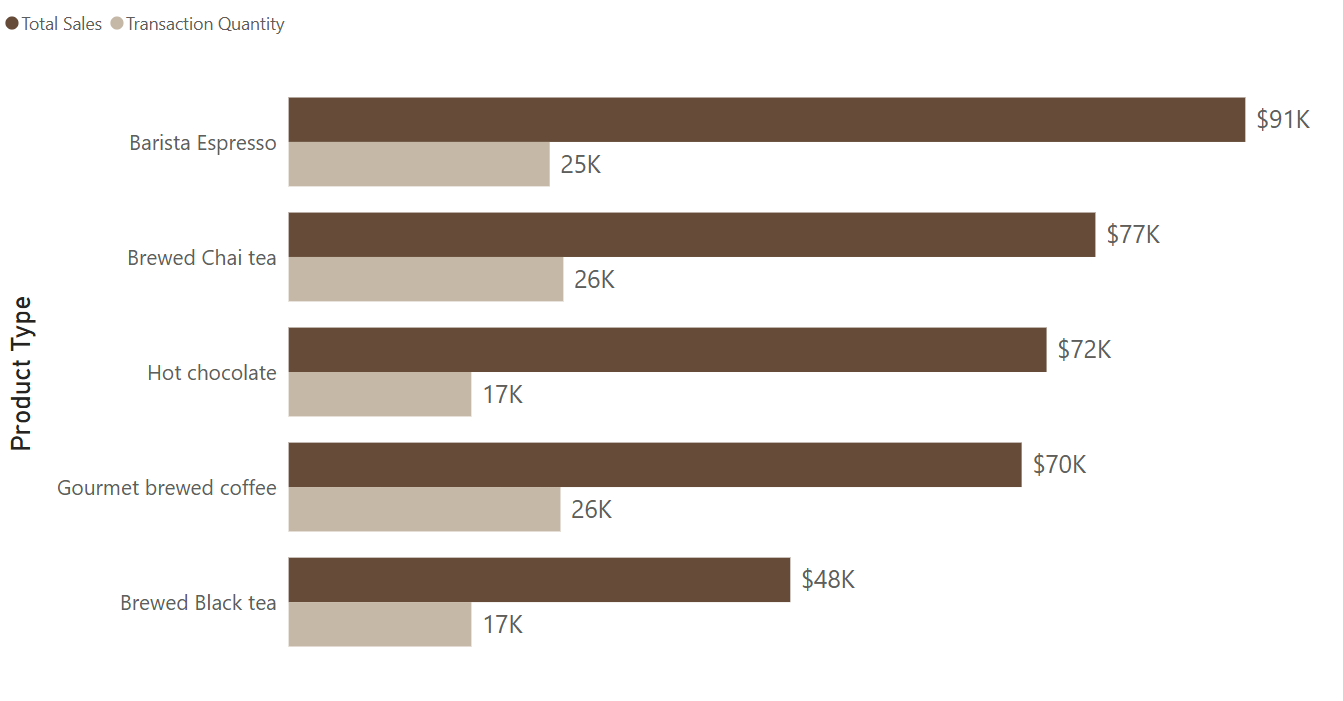 Total Sales Transaction Quantity
Product Type
Barista Espresso
$91K
25K
Brewed Chai tea
$77K
26K
Hot chocolate
$72K
17K
Gourmet brewed coffee
$70K
26K
Brewed Black tea
$48K
17K